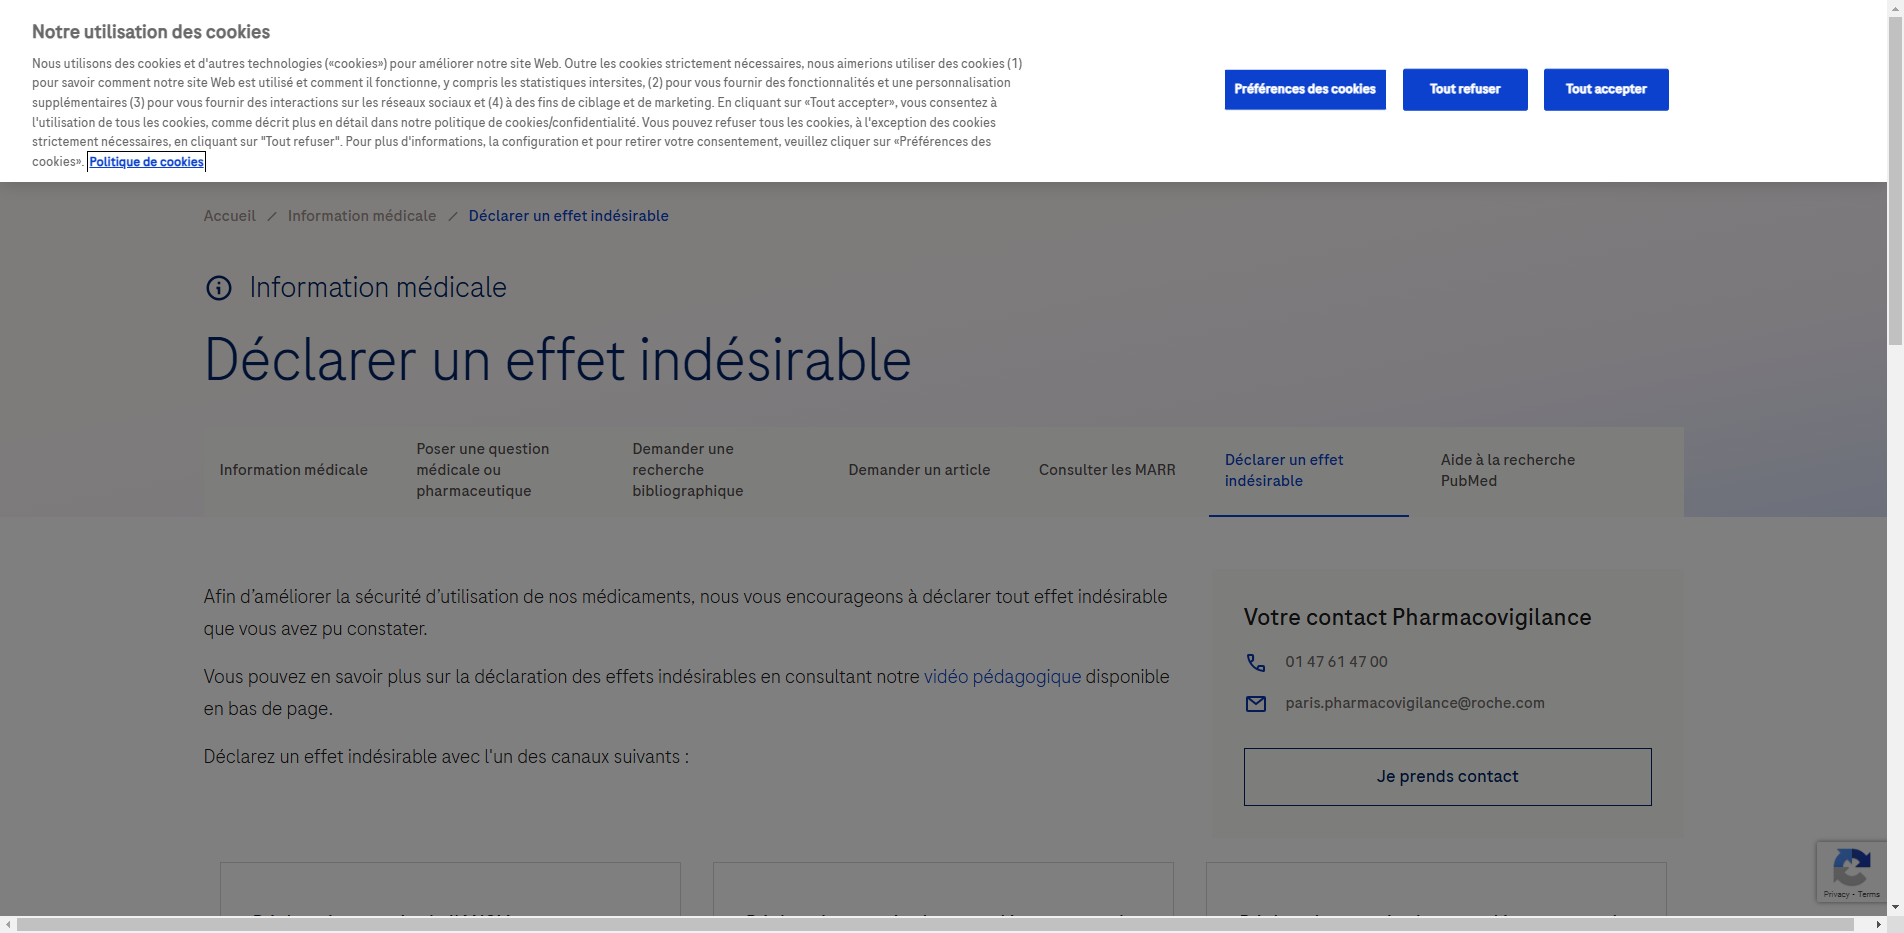 Notre utilisation des cookies
Nous utilisons des cookies et d'autres technologies («cookies») pour améliorer notre site Web. Outre les cookies strictement nécessaires, nous aimerions utiliser des cookies (1)
pour savoir comment notre site Web est utilisé et comment il fonctionne, y compris les statistiques intersites, (2) pour vous fournir des fonctionnalités et une personnalisation
supplémentaires (3) pour vous fournir des interactions sur les réseaux sociaux et (4) à des fins de ciblage et de marketing. En cliquant sur «Tout accepter», vous consentez à
l'utilisation de tous les cookies, comme décrit plus en détail dans notre politique de cookies/confidentialité. Vous pouvez refuser tous les cookies, à l'exception des cookies
strictement nécessaires, en cliquant sur "Tout refuser". Pour plus d'informations, la configuration et pour retirer votre consentement, veuillez cliquer sur «Préférences des
cookies». Politique de cookies
Préférences des cookies
Tout refuser
Tout accepter
Accueil / Information médicale / Déclarer un effet indésirable
Information médicale
Déclarer un effet indésirable
Information médicale
Poser une question
médicale ou
pharmaceutique
Demander une
recherche
bibliographique
Demander un article
Consulter les MARR
Déclarer un effet
indésirable
Aide à la recherche
PubMed
Afin d’améliorer la sécurité d’utilisation de nos médicaments, nous vous encourageons à déclarer tout effet indésirable
que vous avez pu constater.
Vous pouvez en savoir plus sur la déclaration des effets indésirables en consultant notre vidéo pédagogique disponible
en bas de page.
Déclarez un effet indésirable avec l'un des canaux suivants :
Votre contact Pharmacovigilance
01 47 61 47 00
paris.pharmacovigilance@roche.com
Je prends contact
Privacy - Terms